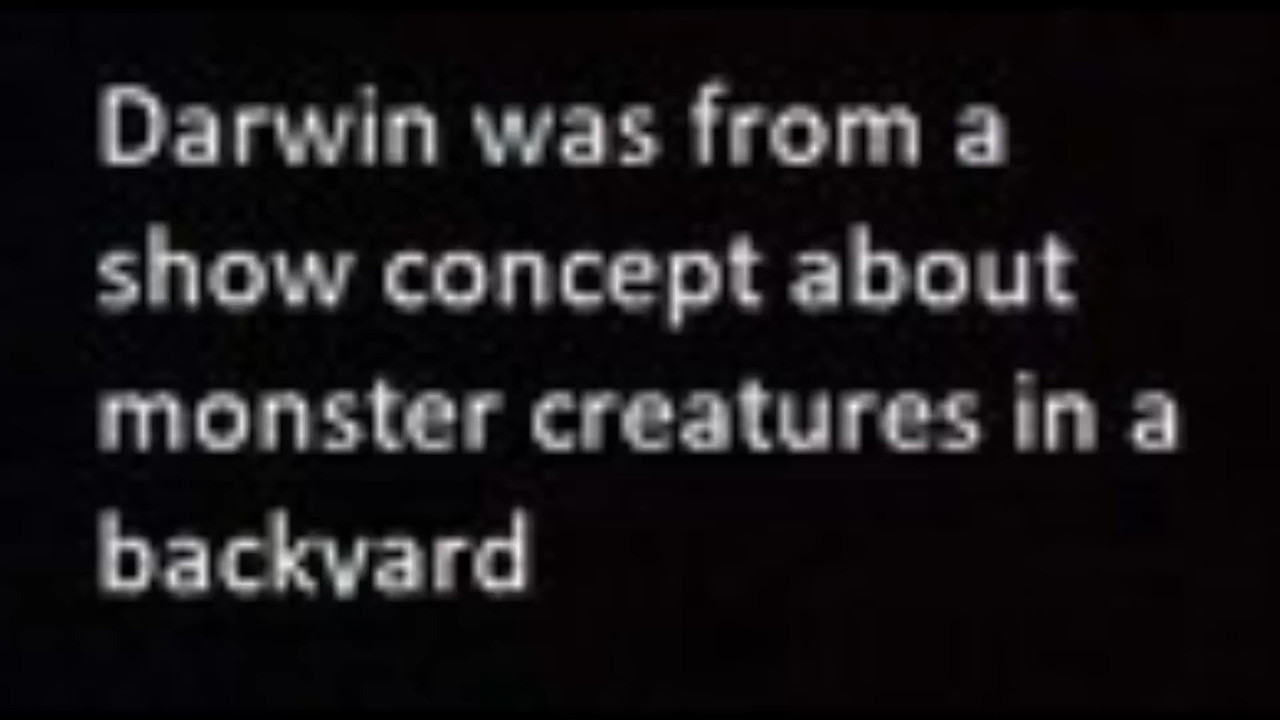 Darwin was from a
show concept about
monster creatures in a
backyard